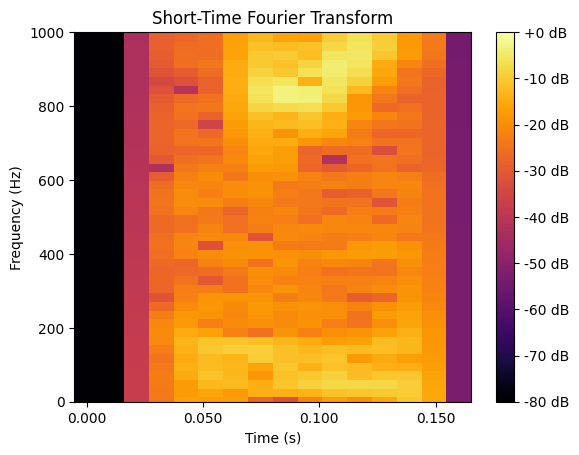 Short-Time Fourier Transform
Frequency (Hz)
1000
800
600
400
200
0
0.000
0.050
0.100
0.150
Time (s)
+0 dB
-10 dB
-20 dB
-30 dB
-40 dB
-50 dB
-60 dB
-70 dB
-80 dB